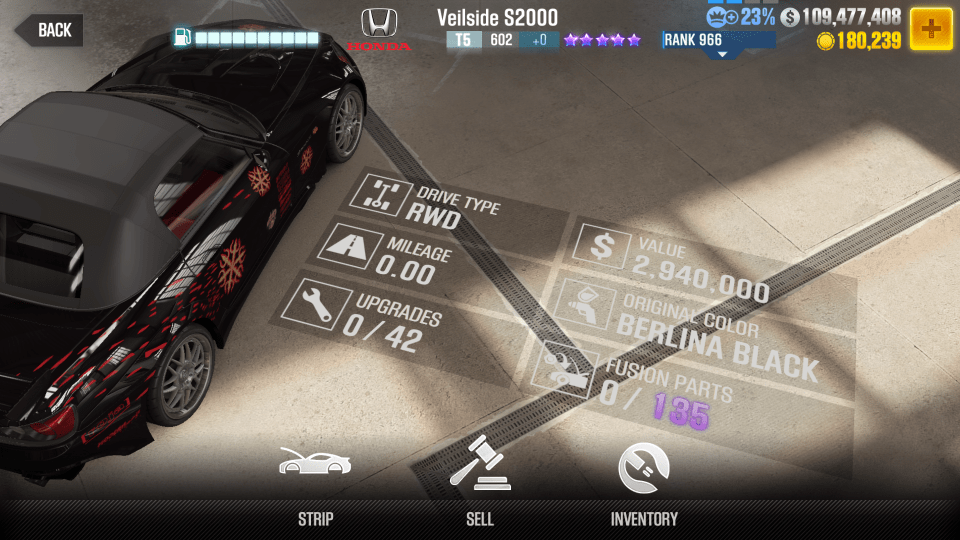 BACK
HONDA
Veilside S2000
T5 602 +0
23%
109,477,408
RANK 966
180,239
DRIVE TYPE
RWD
MILEAGE
0.00
UPGRADES
0/42
VALUE
2.940,000
ORIGINAL COLOR
BERLINA BLACK
FUSION PARTS
0/135
STRIP
SELL
INVENTORY